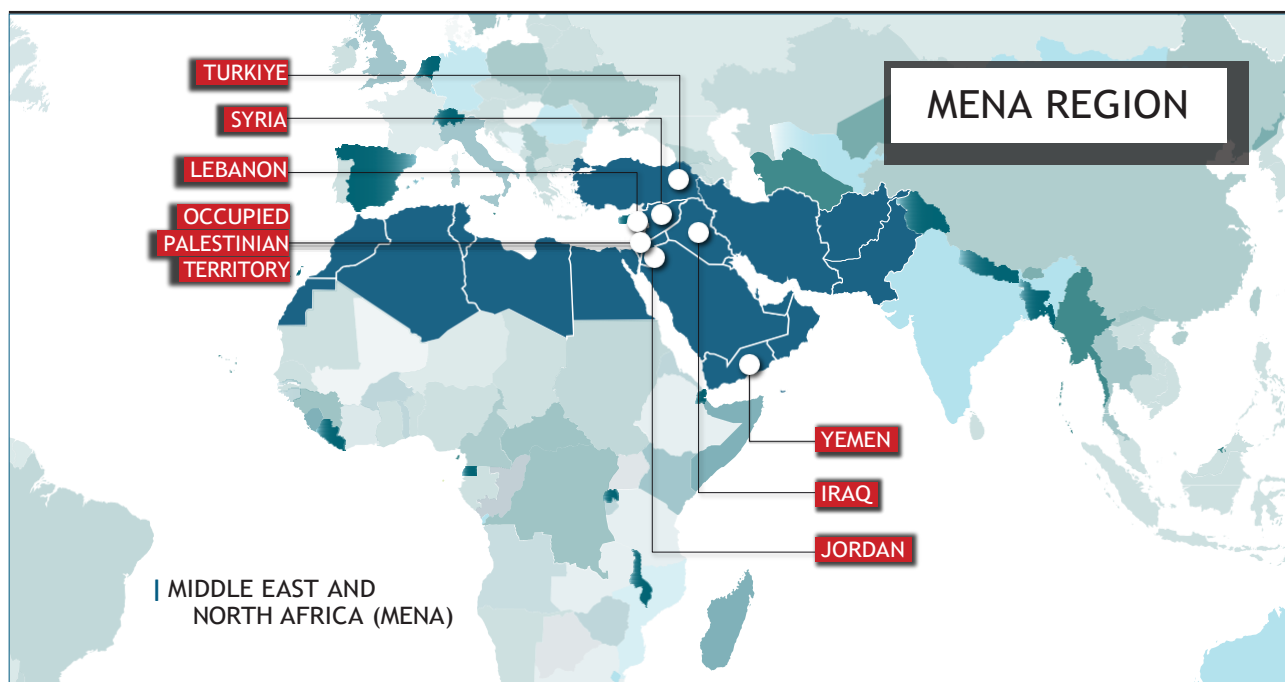 TURKIYE
SYRIA
LEBANON
OCCUPIED
PALESTINIAN
TERRITORY
MENA REGION
YEMEN
IRAQ
JORDAN
| MIDDLE EAST AND
NORTH AFRICA (MENA)